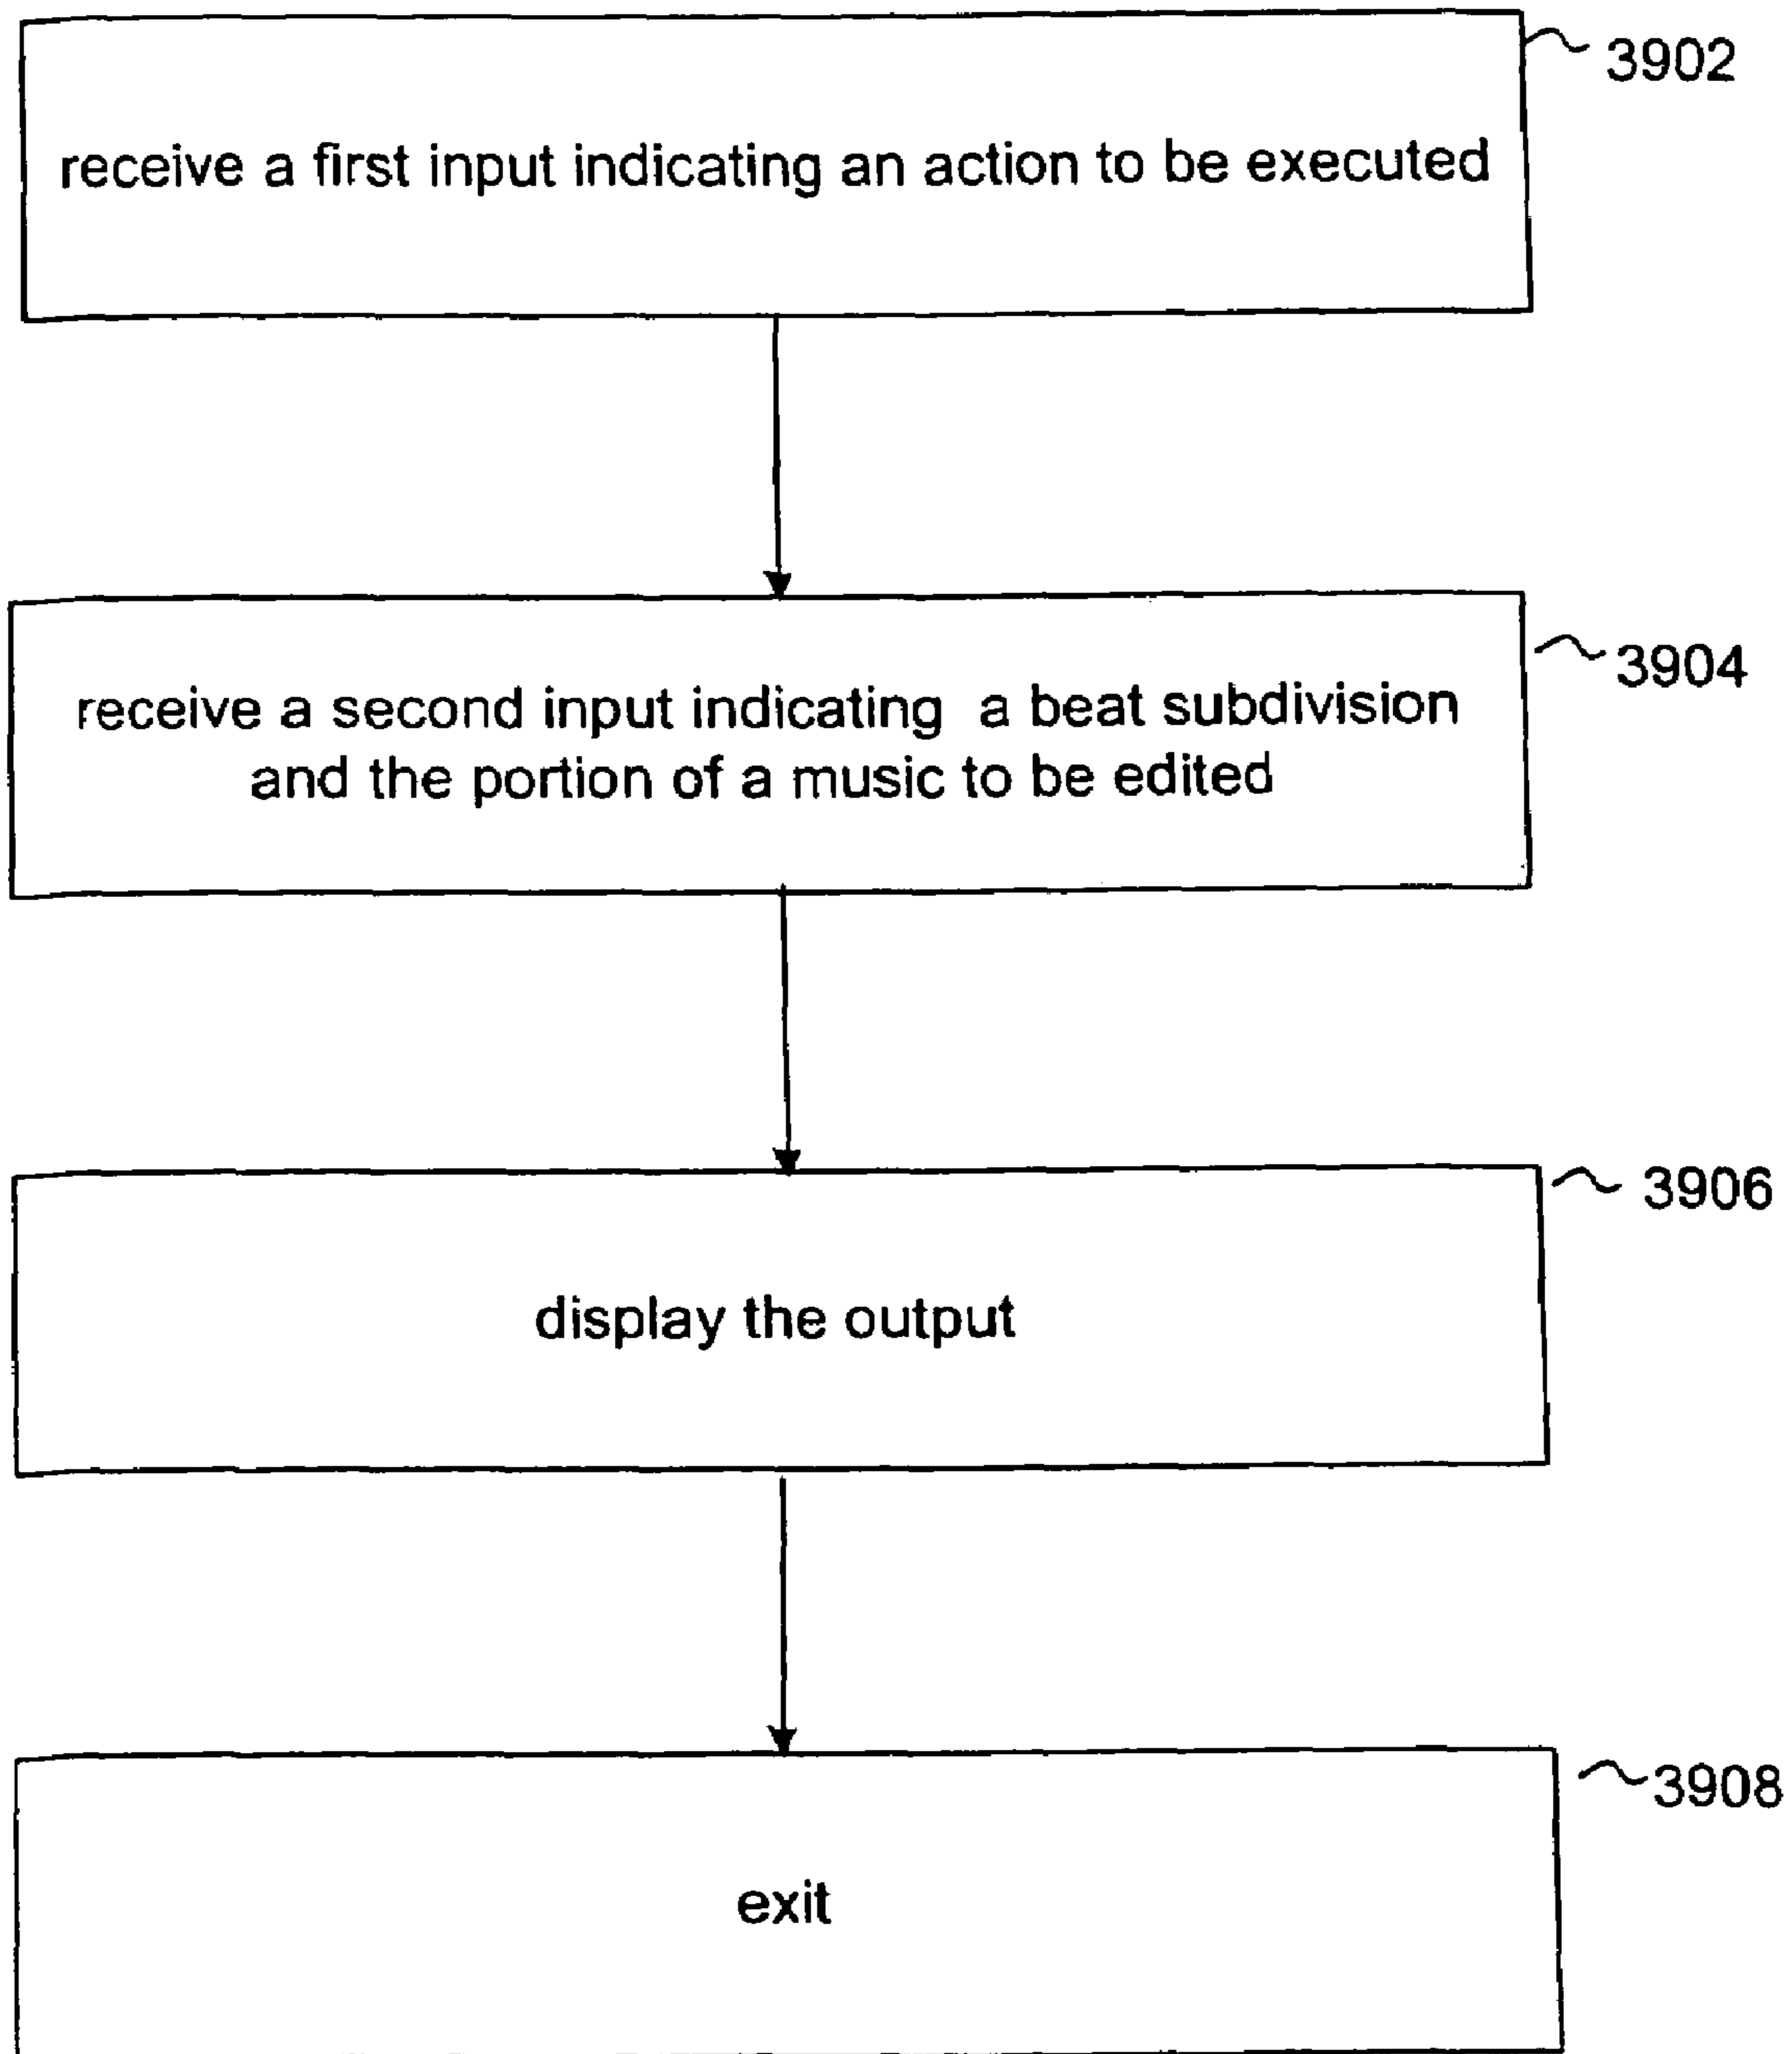 3902
receive a first input indicating an action to be executed
3904
receive a second input indicating a beat subdivision
and the portion of a music to be edited
3906
display the output
3908
exit